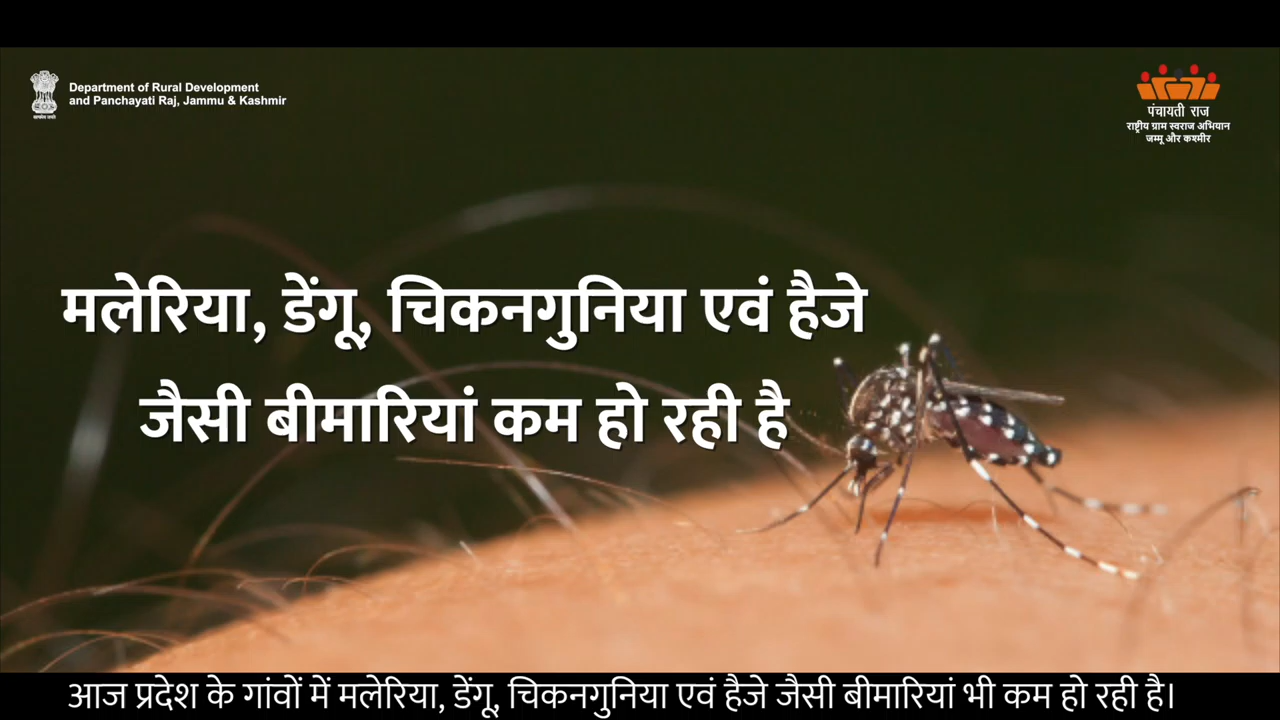 Department of Rural Development
and Panchayati Raj, Jammu & Kashmir
पंचायती राज
राष्ट्रीय ग्राम स्वराज अभियान
जम्मू और कश्मीर
मलेरिया, डेंगू, चिकनगुनिया एवं हैजे
जैसी बीमारियां कम हो रही है
आज प्रदेश के गांवों में मलेरिया, डेंगू, चिकनगुनिया एवं हैजे जैसी बीमारियां भी कम हो रही है।